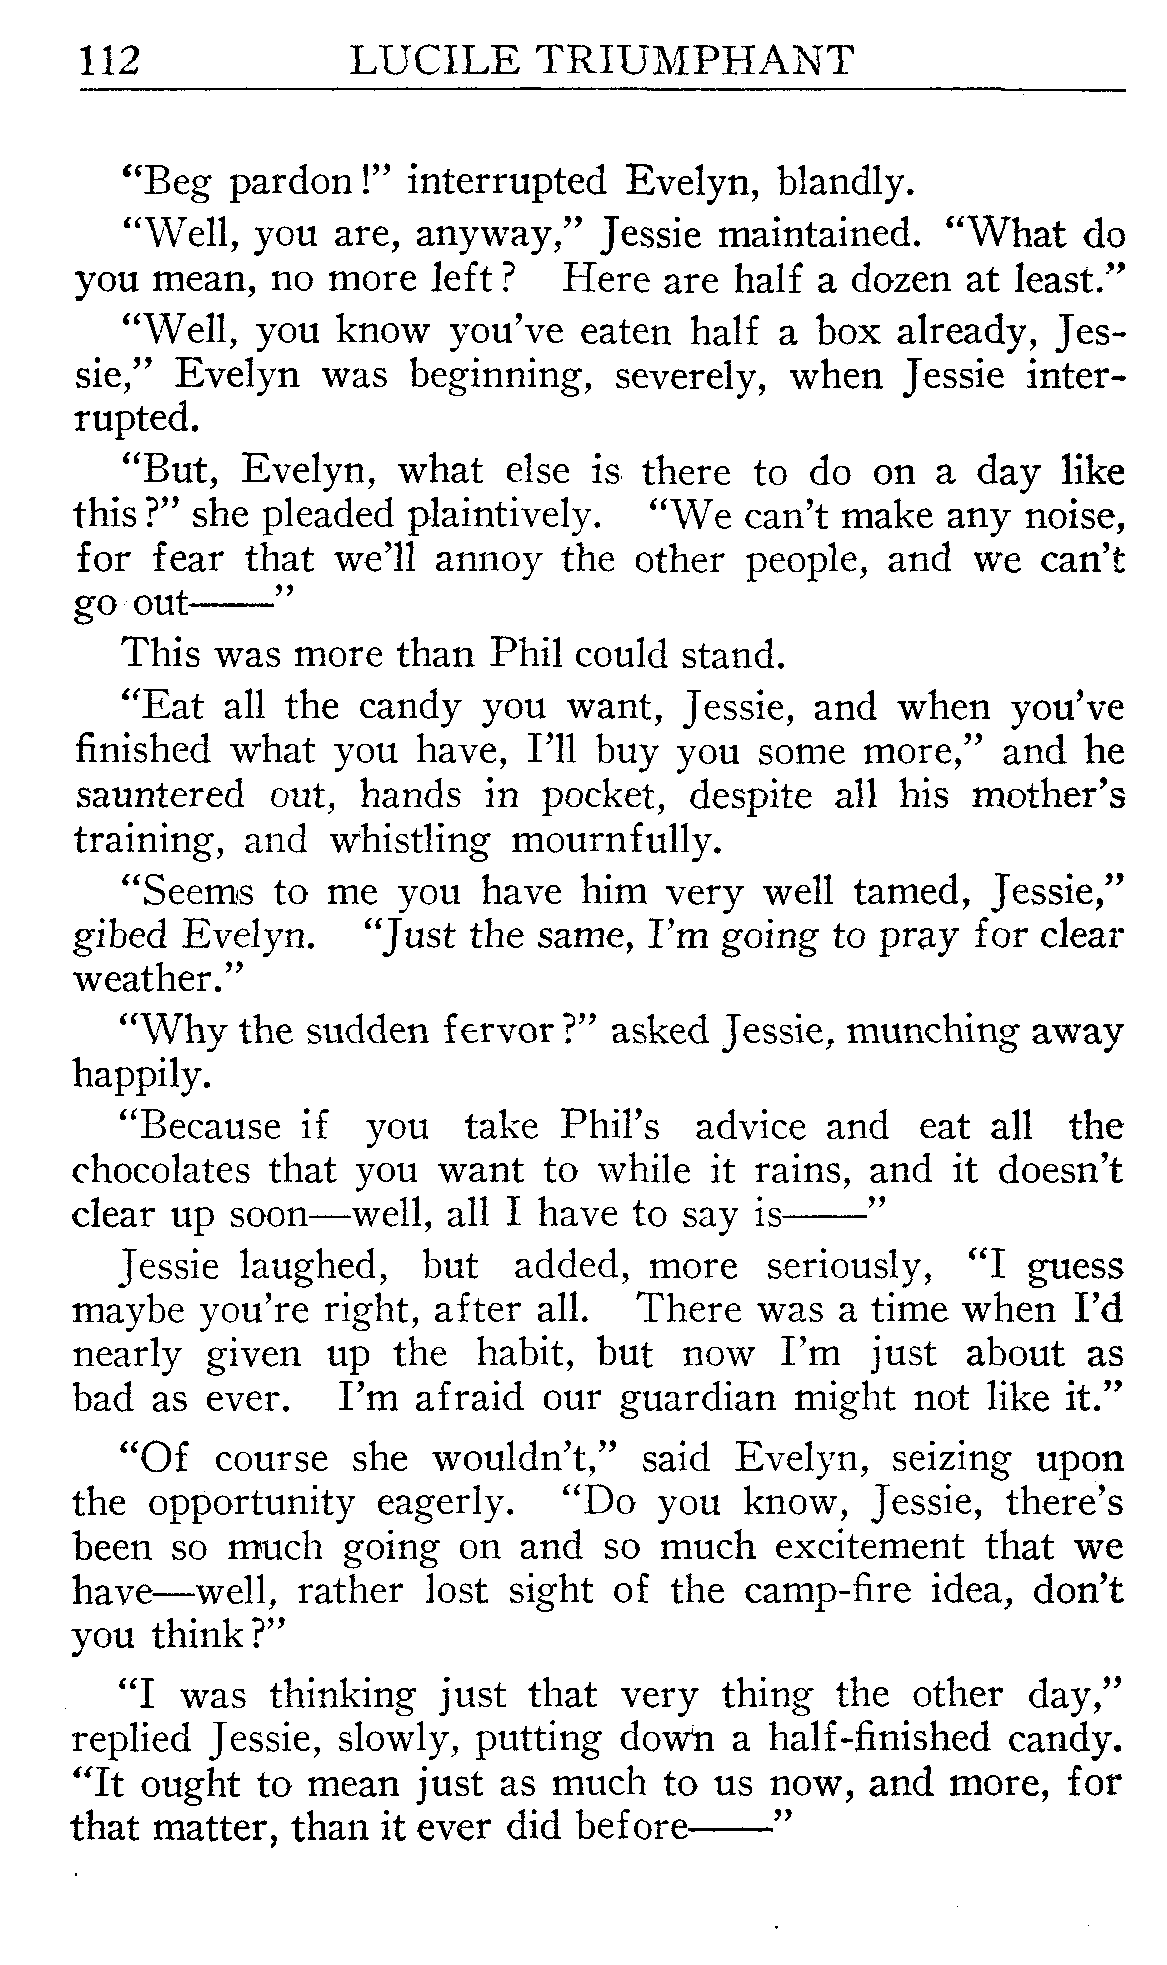 112 LUCILE TRIUMPHANT
“Beg pardon!” interrupted Evelyn, blandly.
“Well, you are, anyway,” Jessie maintained. “What do
you mean, no more left? Here are half a dozen at least.”
“Well, you know you’ve eaten half a box already, Jes-
sie,” Evelyn was beginning, severely, when Jessie inter-
rupted.
“But, Evelyn, what else is there to do on a day like
this?” she pleaded plaintively. “We can’t make any noise,
for fear that we’ll annoy the other people, and we can’t
go out——”
This was more than Phil could stand.
“Eat all the candy you want, Jessie, and when you’ve
finished what you have, I’ll buy you some more,” and he
sauntered out, hands in pocket, despite all his mother’s
training, and whistling mournfully.
“Seems to me you have him very well tamed, Jessie,”
gibed Evelyn. “Just the same, I’m going to pray for clear
weather.”
“Why the sudden fervor?” asked Jessie, munching away
happily.
“Because if you take Phil’s advice and eat all the
chocolates that you want to while it rains, and it doesn’t
clear up soon—well, all I have to say is——”
Jessie laughed, but added, more seriously, “I guess
maybe you’re right, after all. There was a time when I’d
nearly given up the habit, but now I’m just about as
bad as ever. I’m afraid our guardian might not like it.”
“Of course she wouldn’t,” said Evelyn, seizing upon
the opportunity eagerly. “Do you know, Jessie, there’s
been so much going on and so much excitement that we
have—well, rather lost sight of the camp-fire idea, don’t
you think?”
“I was thinking just that very thing the other day,”
replied Jessie, slowly, putting down a half-finished candy.
“It ought to mean just as much to us now, and more, for
that matter, than it ever did before——”